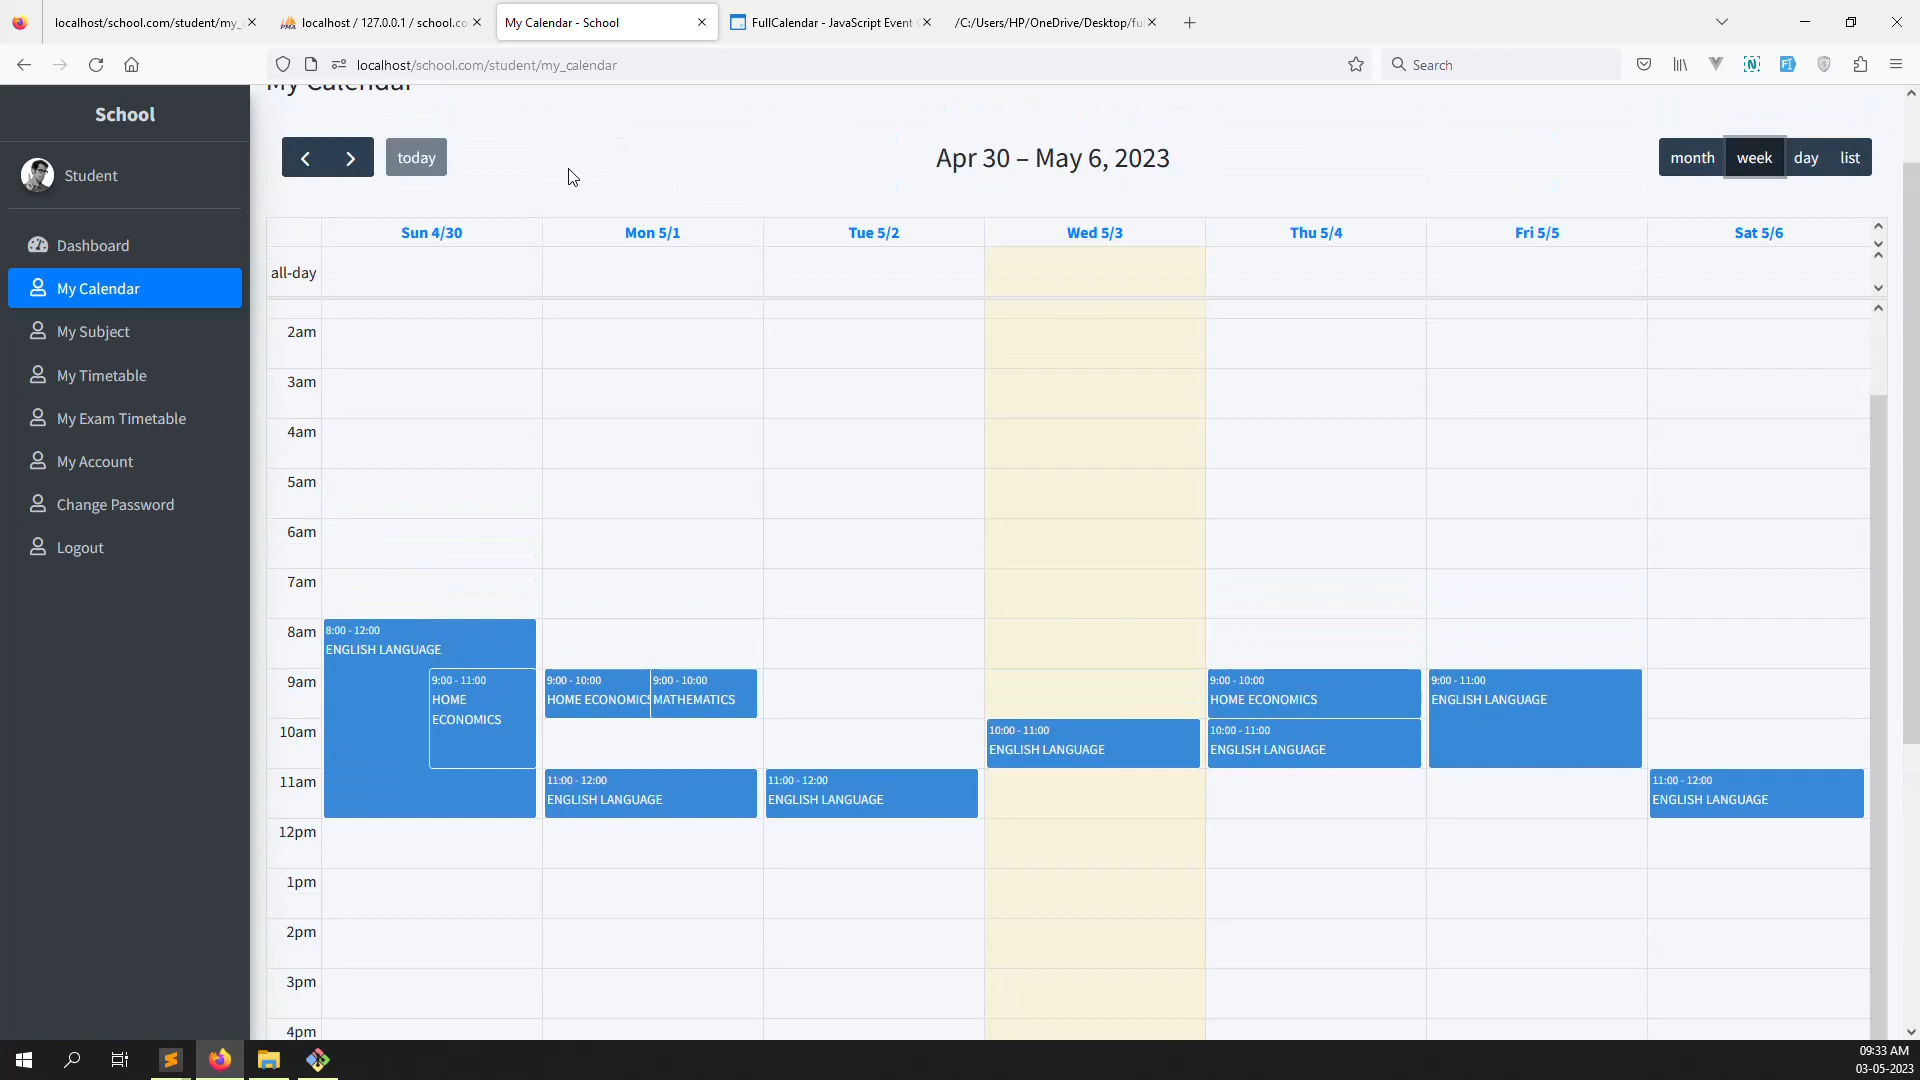 localhost/school.com/student/my_
localhost / 127.0.0.1 / school.co
My Calendar - School
FullCalendar - JavaScript Event
/C:/Users/HP/OneDrive/Desktop/fu
localhost/school.com/student/my_calendar
Search
School
Student
Dashboard
My Calendar
My Subject
My Timetable
My Exam Timetable
My Account
Change Password
Logout
My Calendar
today
Apr 30 – May 6, 2023
month week day list
Sun 4/30 Mon 5/1 Tue 5/2 Wed 5/3 Thu 5/4 Fri 5/5 Sat 5/6
all-day
2am
3am
4am
5am
6am
7am
8am
8:00 - 12:00
ENGLISH LANGUAGE
9am
9:00 - 11:00
HOME
ECONOMICS
9:00 - 10:00
HOME ECONOMICS
9:00 - 10:00
MATHEMATICS
9:00 - 10:00
HOME ECONOMICS
9:00 - 11:00
ENGLISH LANGUAGE
10am
10:00 - 11:00
ENGLISH LANGUAGE
10:00 - 11:00
ENGLISH LANGUAGE
11am
11:00 - 12:00
ENGLISH LANGUAGE
11:00 - 12:00
ENGLISH LANGUAGE
11:00 - 12:00
ENGLISH LANGUAGE
12pm
1pm
2pm
3pm
4pm
09:33 AM
03-05-2023